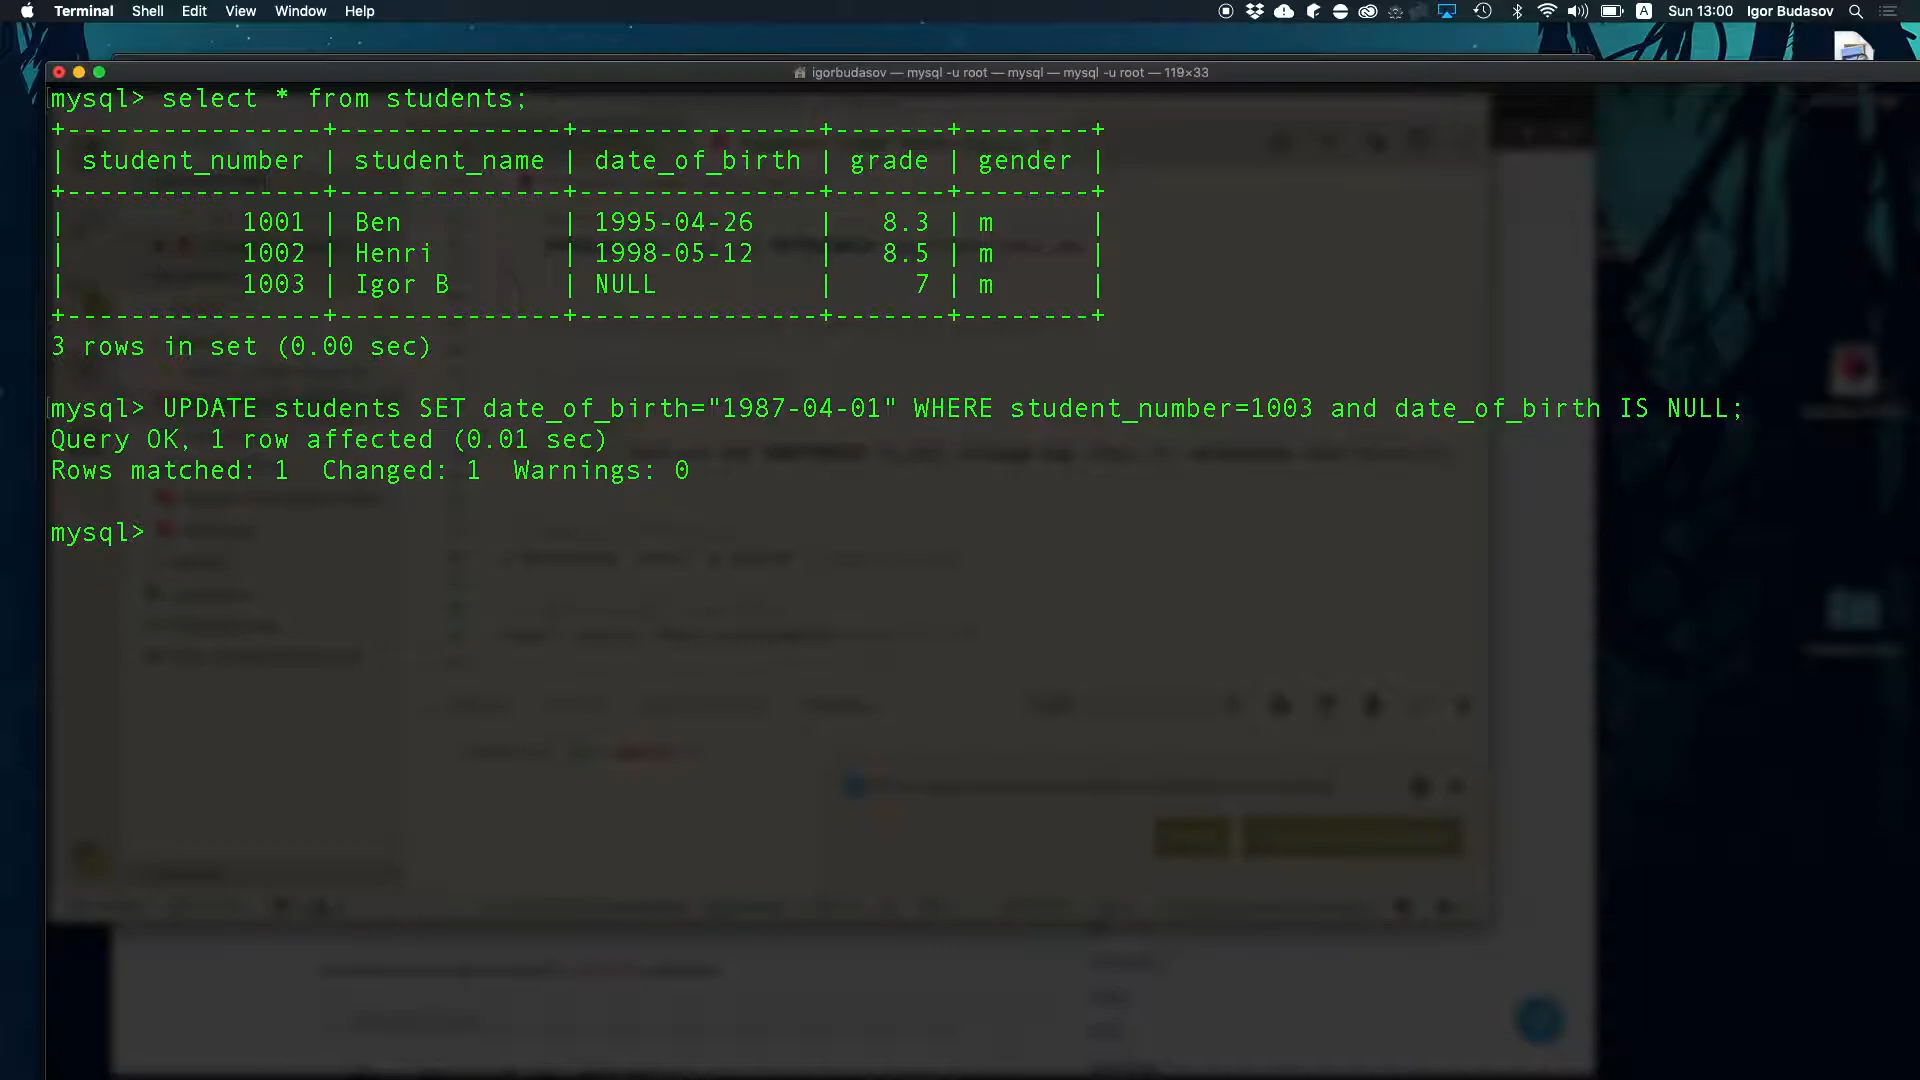 Terminal Shell Edit View Window Help A Sun 13:00 Igor Budasov
igorbudasov — mysql -u root — mysql — mysql -u root — 119×33
mysql> select * from students;
+----------------+--------------+---------------+-------+--------+
| student_number | student_name | date_of_birth | grade | gender |
+----------------+--------------+---------------+-------+--------+
|           1001 | Ben          | 1995-04-26    |   8.3 | m      |
|           1002 | Henri        | 1998-05-12    |   8.5 | m      |
|           1003 | Igor B       | NULL          |     7 | m      |
+----------------+--------------+---------------+-------+--------+
3 rows in set (0.00 sec)
mysql> UPDATE students SET date_of_birth="1987-04-01" WHERE student_number=1003 and date_of_birth IS NULL;
Query OK, 1 row affected (0.01 sec)
Rows matched: 1  Changed: 1  Warnings: 0
mysql>